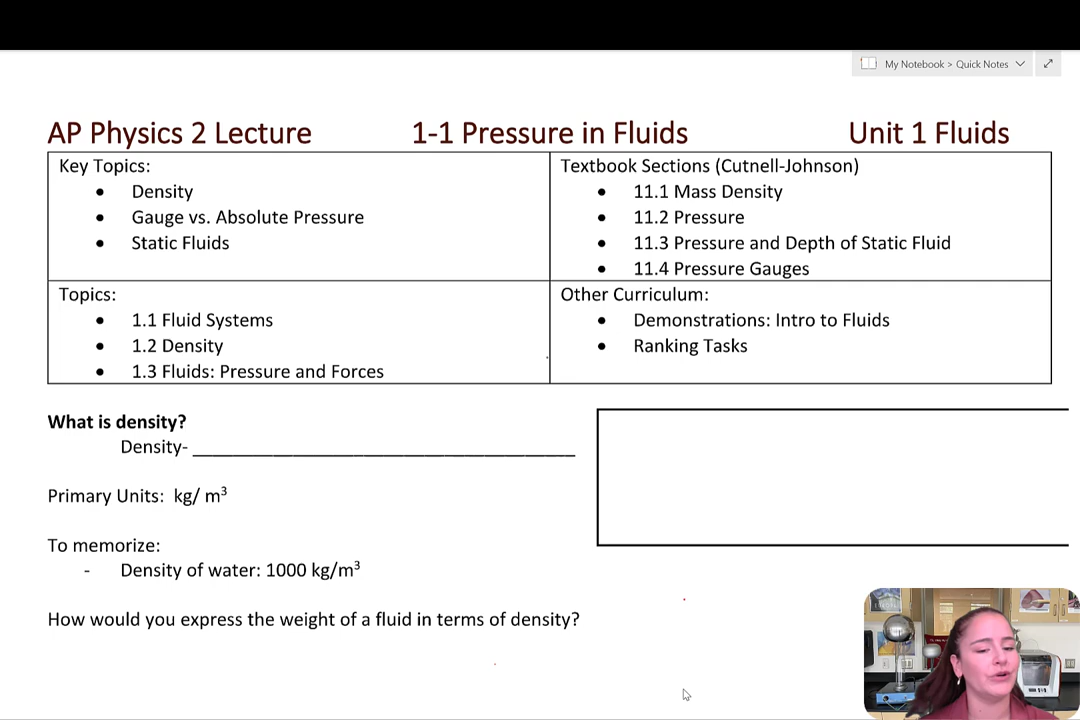 My Notebook > Quick Notes
AP Physics 2 Lecture 1-1 Pressure in Fluids Unit 1 Fluids
Key Topics:
• Density
• Gauge vs. Absolute Pressure
• Static Fluids
Textbook Sections (Cutnell-Johnson)
• 11.1 Mass Density
• 11.2 Pressure
• 11.3 Pressure and Depth of Static Fluid
• 11.4 Pressure Gauges
Topics:
• 1.1 Fluid Systems
• 1.2 Density
• 1.3 Fluids: Pressure and Forces
Other Curriculum:
• Demonstrations: Intro to Fluids
• Ranking Tasks
What is density?
Density- ______________________________________
Primary Units: kg/ m³
To memorize:
- Density of water: 1000 kg/m³
How would you express the weight of a fluid in terms of density?